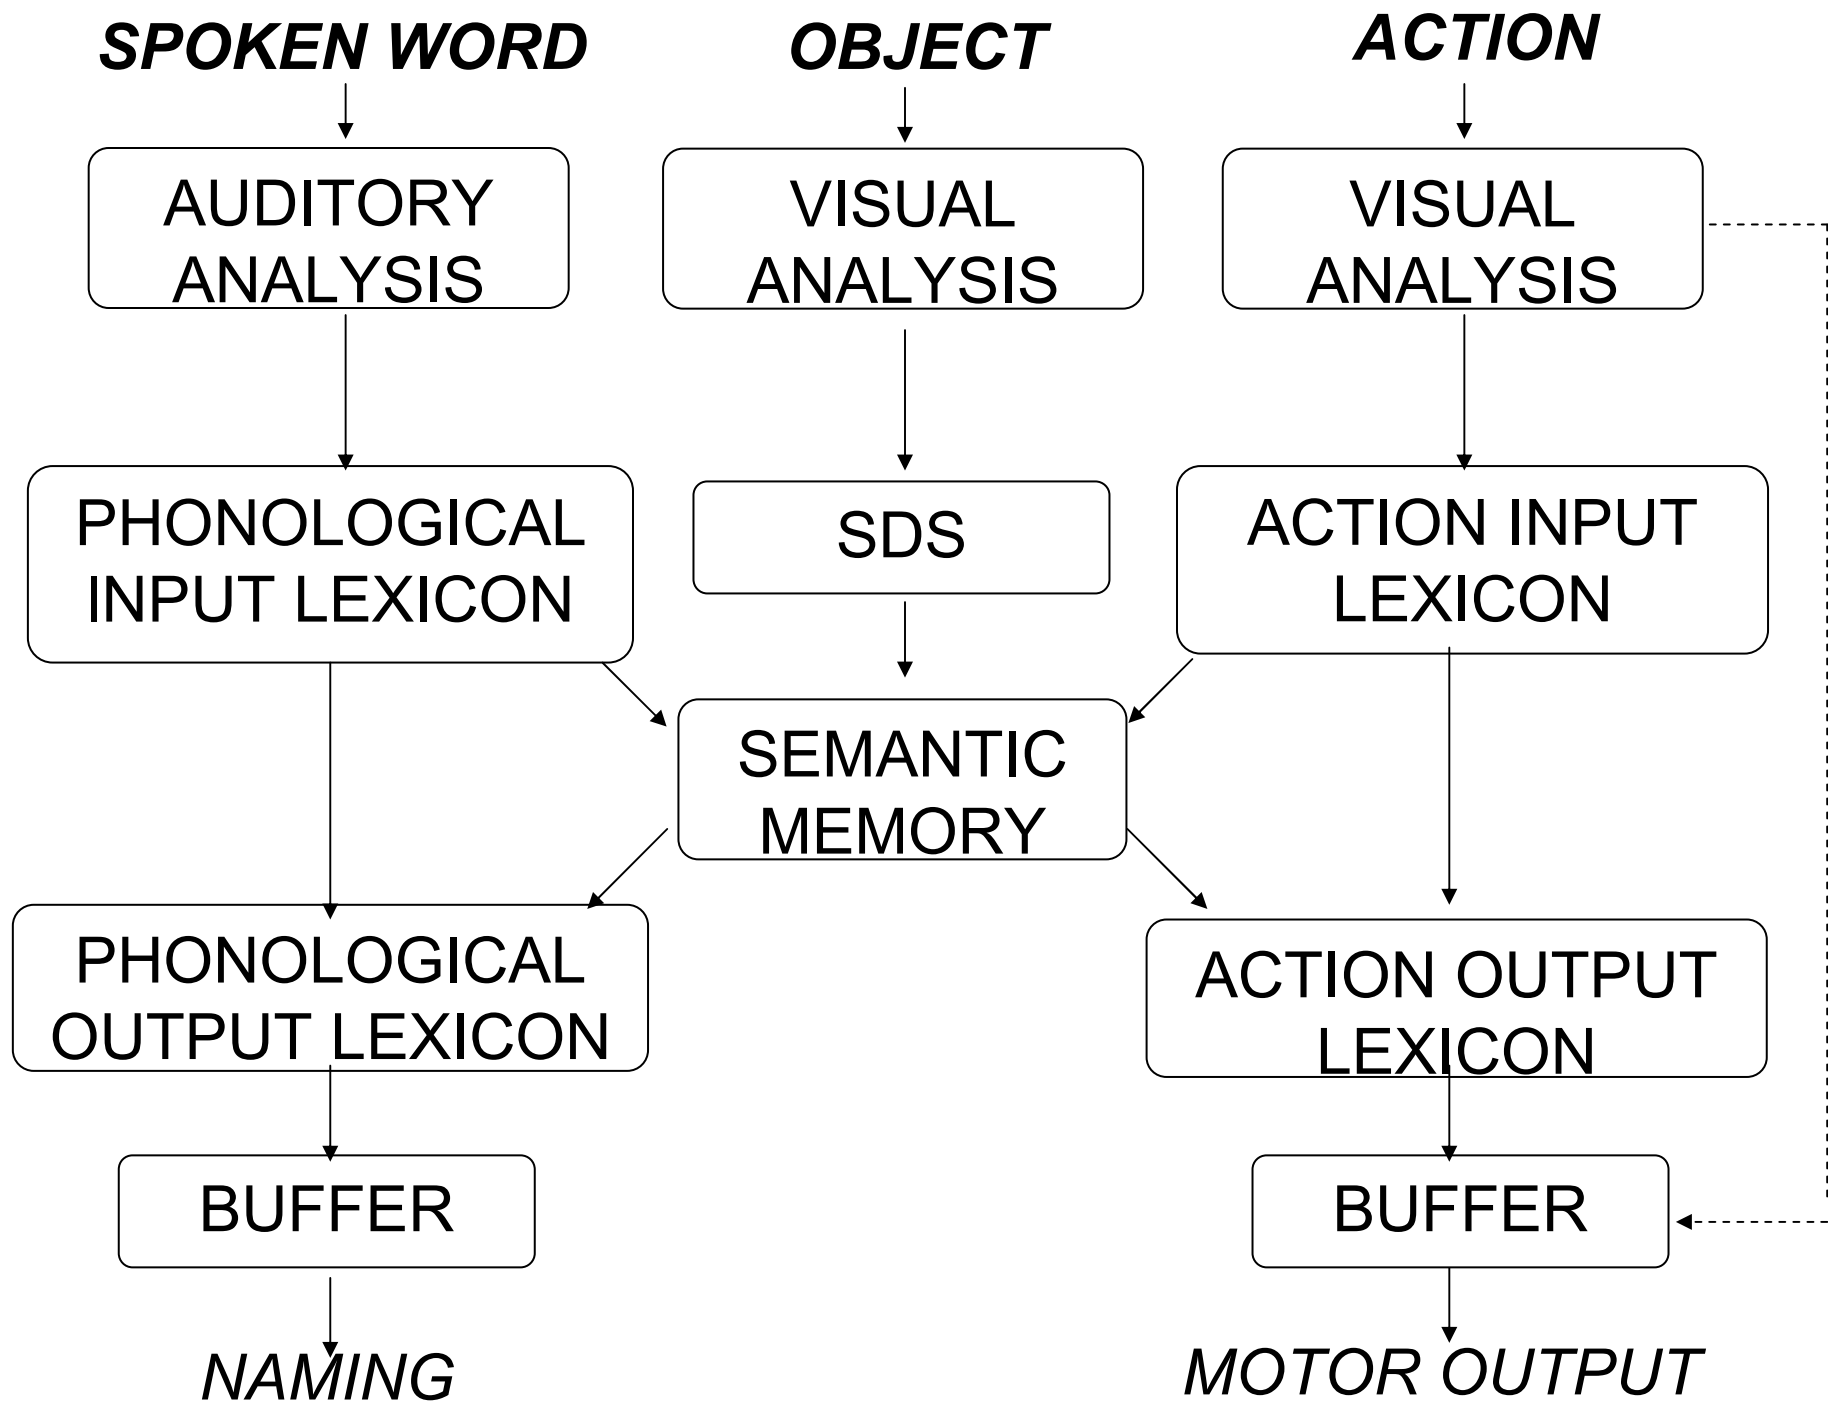 SPOKEN WORD
OBJECT
ACTION
AUDITORY
ANALYSIS
VISUAL
ANALYSIS
VISUAL
ANALYSIS
PHONOLOGICAL
INPUT LEXICON
SDS
ACTION INPUT
LEXICON
SEMANTIC
MEMORY
PHONOLOGICAL
OUTPUT LEXICON
ACTION OUTPUT
LEXICON
BUFFER
BUFFER
NAMING
MOTOR OUTPUT